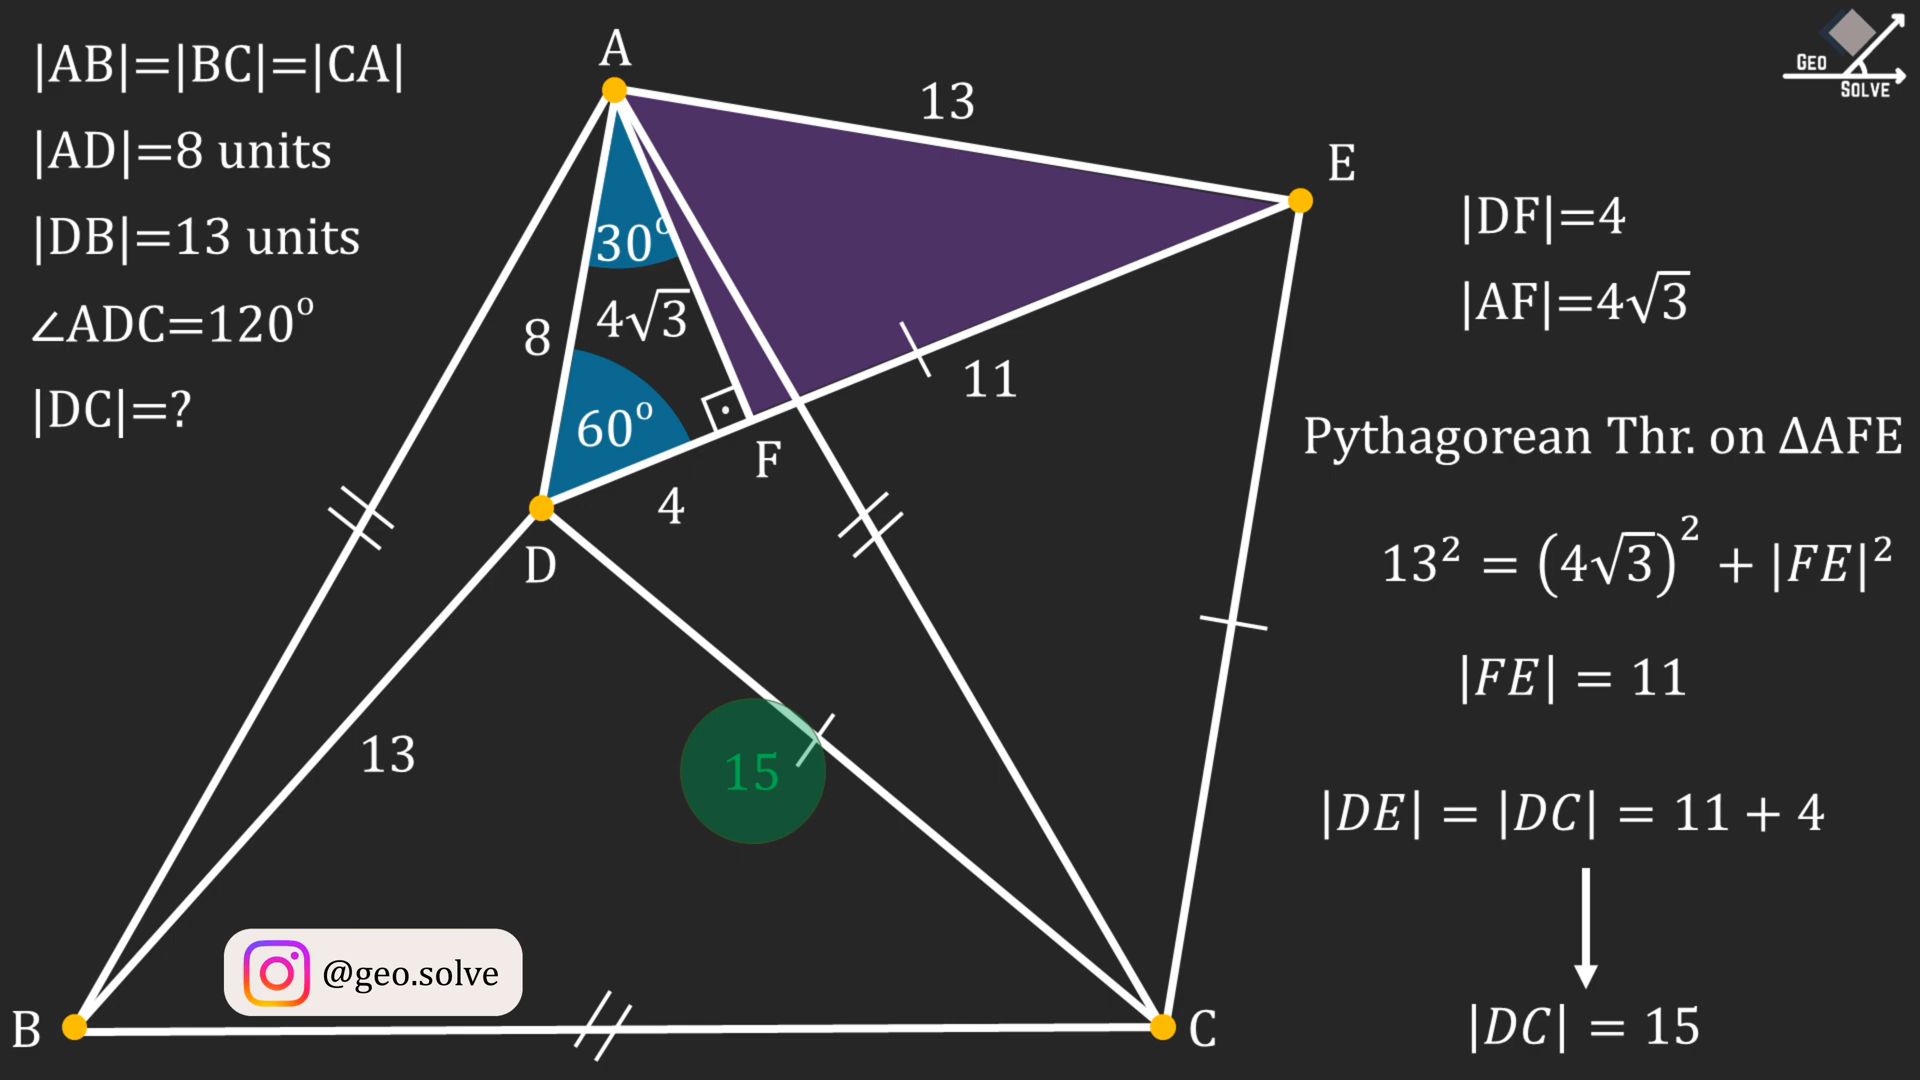 |AB|=|BC|=|CA|
|AD|=8 units
|DB|=13 units
∠ADC=120°
|DC|=?
A
13
E
GEO
SOLVE
30°
4√3
8
60°
F
4
11
D
13
15
B
C
@geo.solve
|DF|=4
|AF|=4√3
Pythagorean Thr. on ΔAFE
13² = (4√3)² + |FE|²
|FE| = 11
|DE| = |DC| = 11 + 4
|DC| = 15